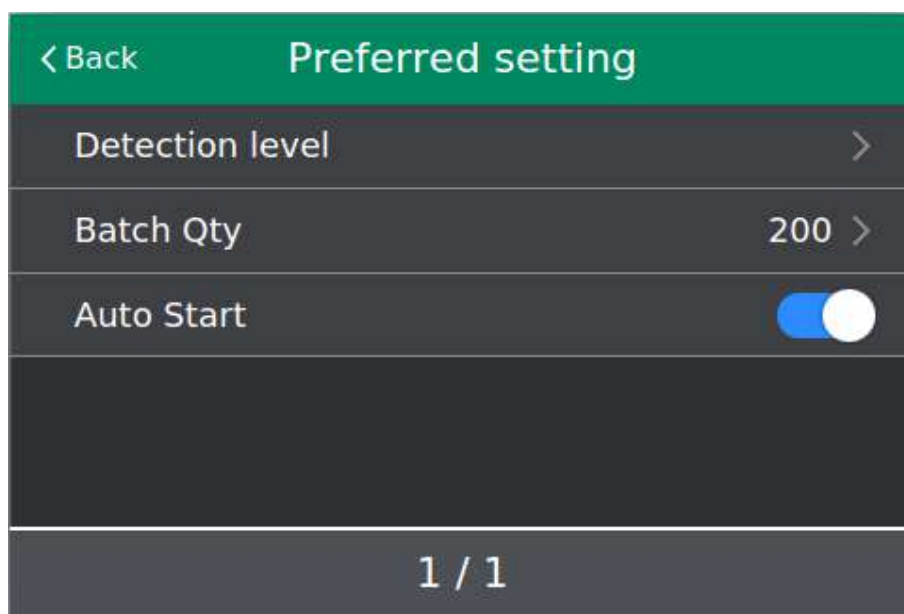 Back
Preferred setting
Detection level
Batch Qty 200
Auto Start
1 / 1